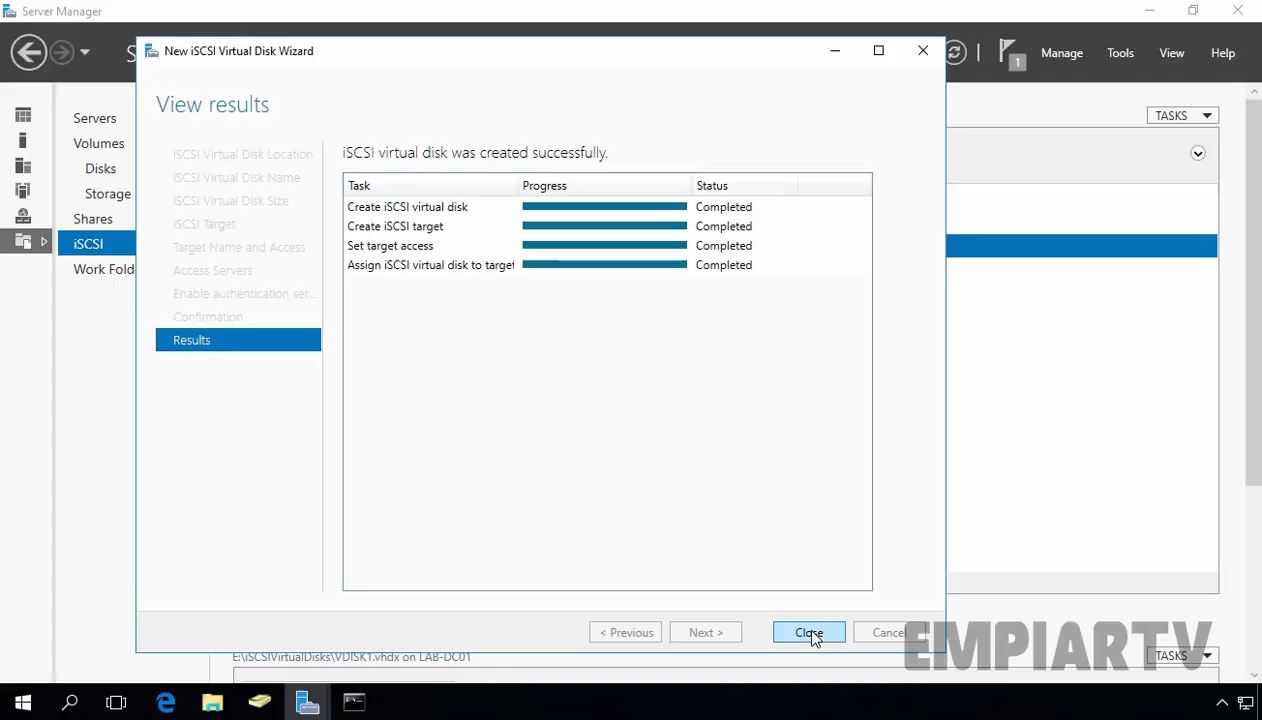 Server Manager
New iSCSI Virtual Disk Wizard
1
Manage
Tools
View
Help
View results
Servers
Volumes
Disks
Storage
Shares
iSCSI
Work Fold
iSCSI Virtual Disk Location
iSCSI Virtual Disk Name
iSCSI Virtual Disk Size
iSCSI Target
Target Name and Access
Access Servers
Enable authentication ser...
Confirmation
Results
iSCSI virtual disk was created successfully.
Task Progress Status
Create iSCSI virtual disk Completed
Create iSCSI target Completed
Set target access Completed
Assign iSCSI virtual disk to target Completed
TASKS
< Previous
Next >
Close
Cancel
E:\iSCSIVirtualDisks\VDISK1.vhdx on LAB-DC01
TASKS
EMPIARTV